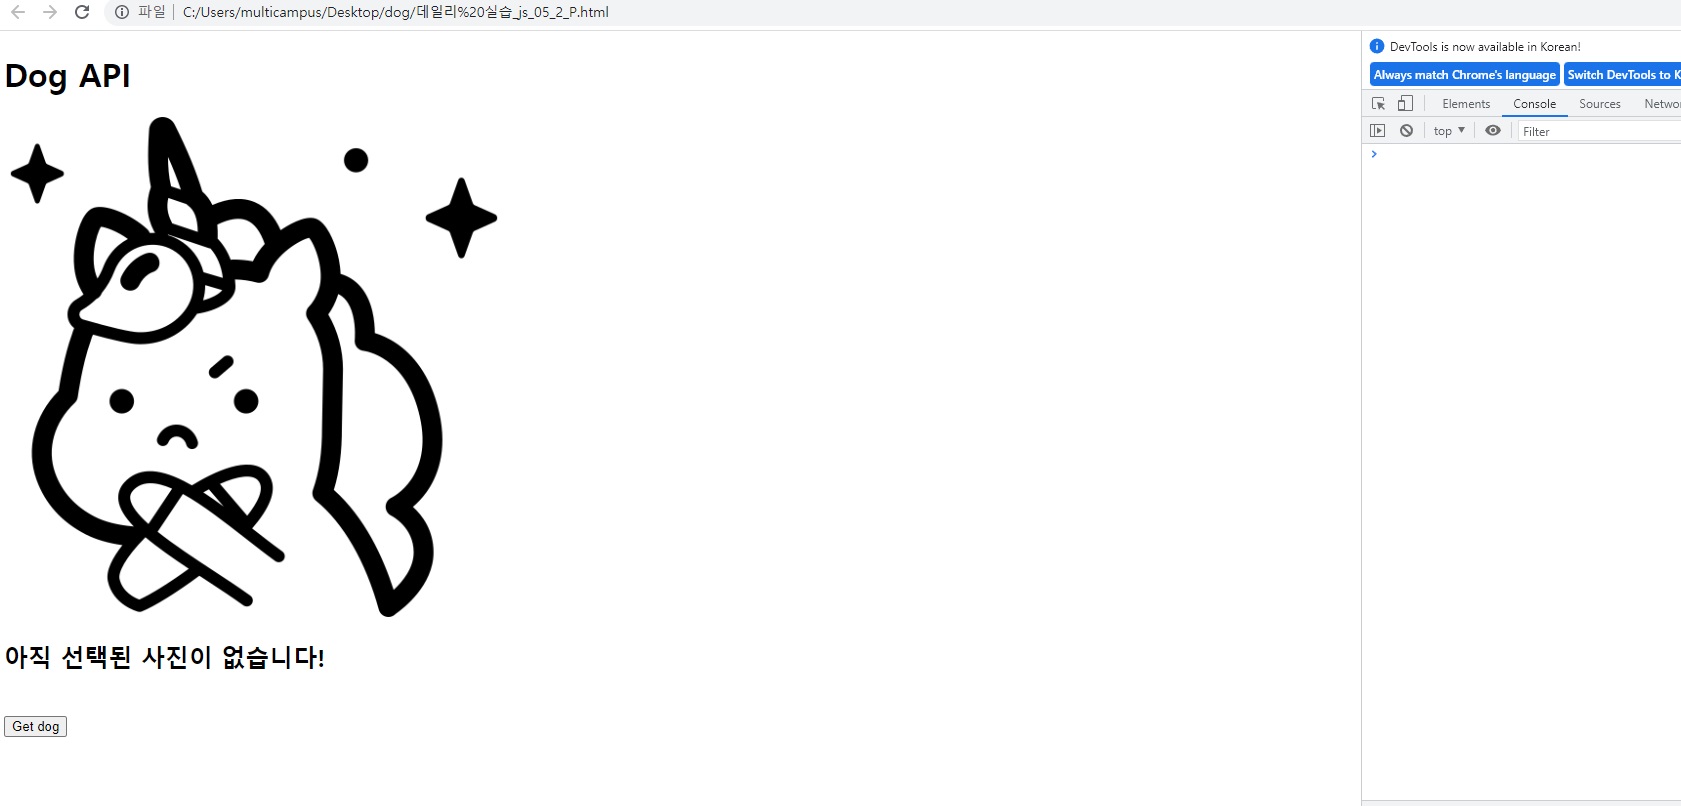 파일 C:/Users/multicampus/Desktop/dog/데일리%20실습_js_05_2_P.html
DevTools is now available in Korean!
Always match Chrome's language Switch DevTools to K
Elements Console Sources Netwo
top Filter
Dog API
아직 선택된 사진이 없습니다!
Get dog